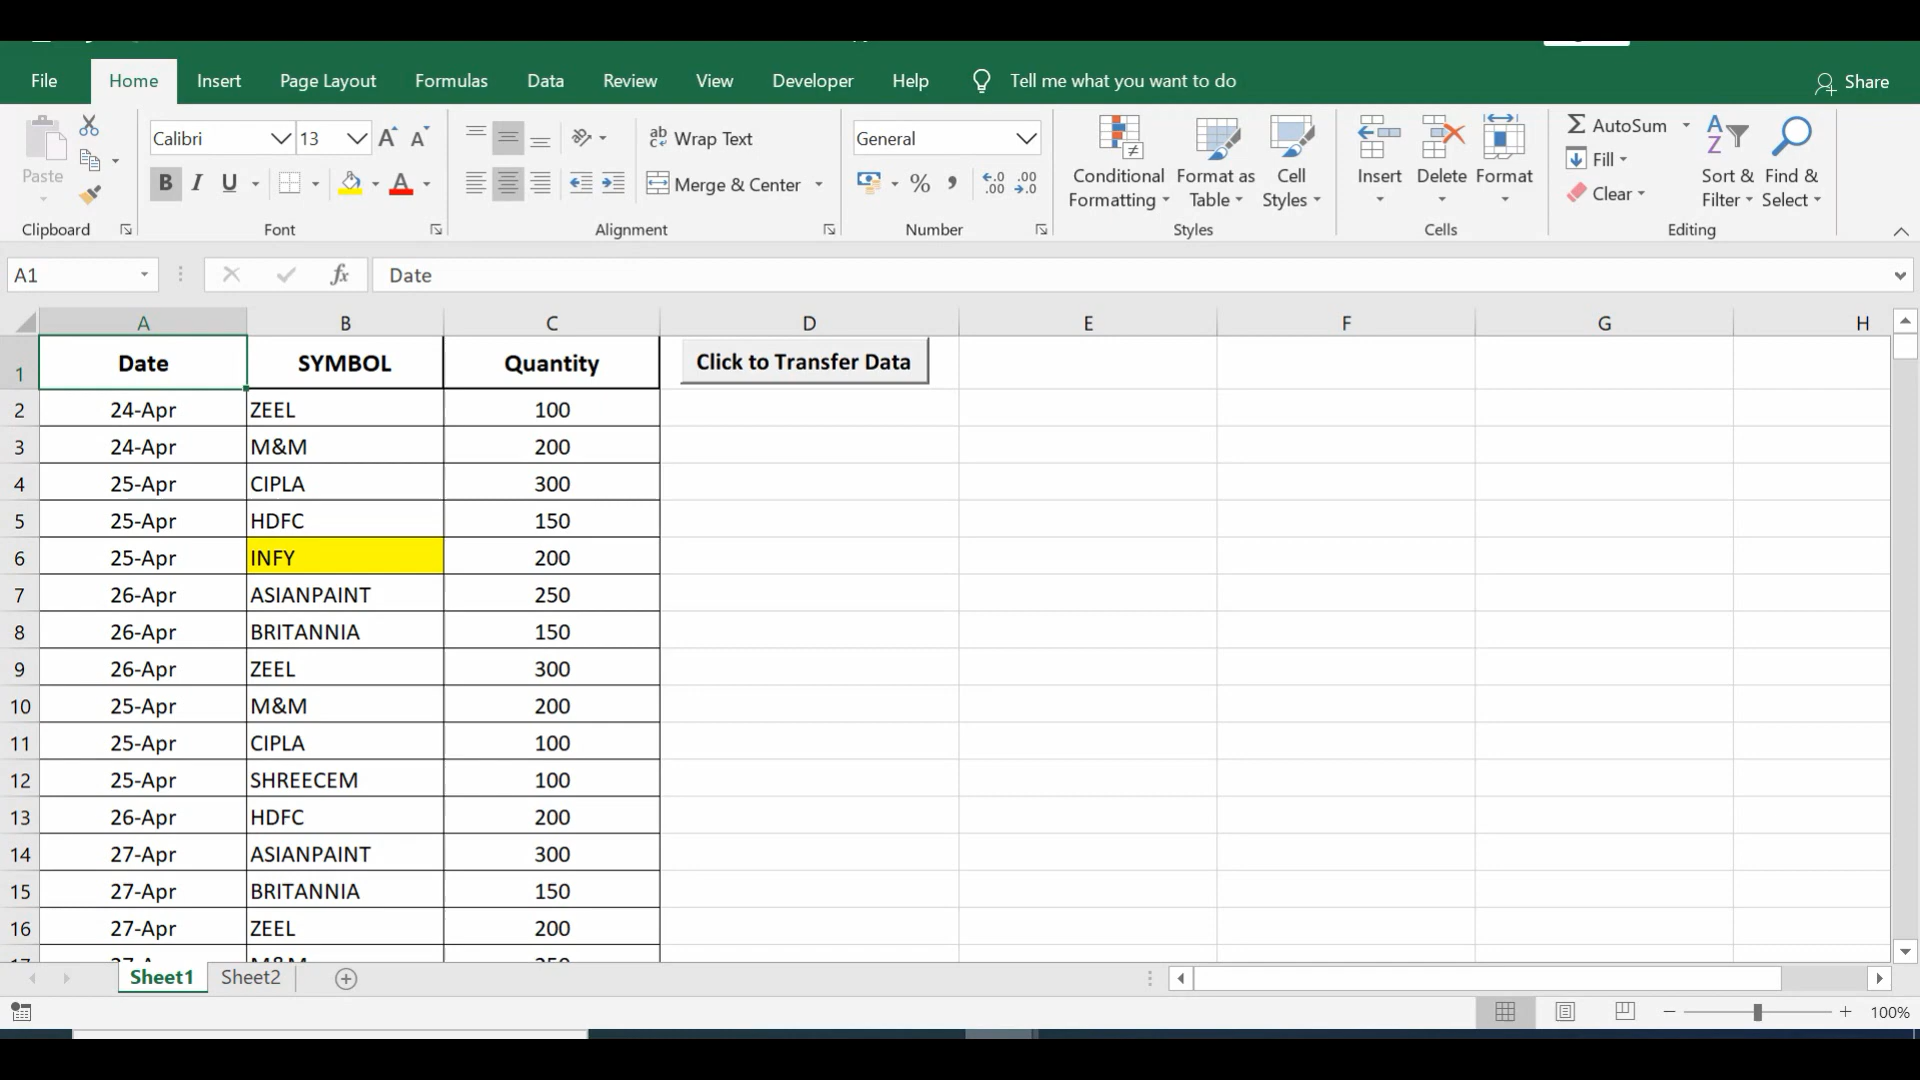 File Home Insert Page Layout Formulas Data Review View Developer Help Tell me what you want to do Share
Paste
Clipboard
Calibri 13
B I U A
Font
Wrap Text
Merge & Center
Alignment
General
% , .00
Number
Conditional Formatting
Format as Table
Cell Styles
Styles
Insert Delete Format
Cells
Σ AutoSum
Fill
Clear
Sort & Filter
Find & Select
Editing
A1 fx Date
A B C D E F G H
1 Date SYMBOL Quantity Click to Transfer Data
2 24-Apr ZEEL 100
3 24-Apr M&M 200
4 25-Apr CIPLA 300
5 25-Apr HDFC 150
6 25-Apr INFY 200
7 26-Apr ASIANPAINT 250
8 26-Apr BRITANNIA 150
9 26-Apr ZEEL 300
10 25-Apr M&M 200
11 25-Apr CIPLA 100
12 25-Apr SHREECEM 100
13 26-Apr HDFC 200
14 27-Apr ASIANPAINT 300
15 27-Apr BRITANNIA 150
16 27-Apr ZEEL 200
Sheet1 Sheet2
100%